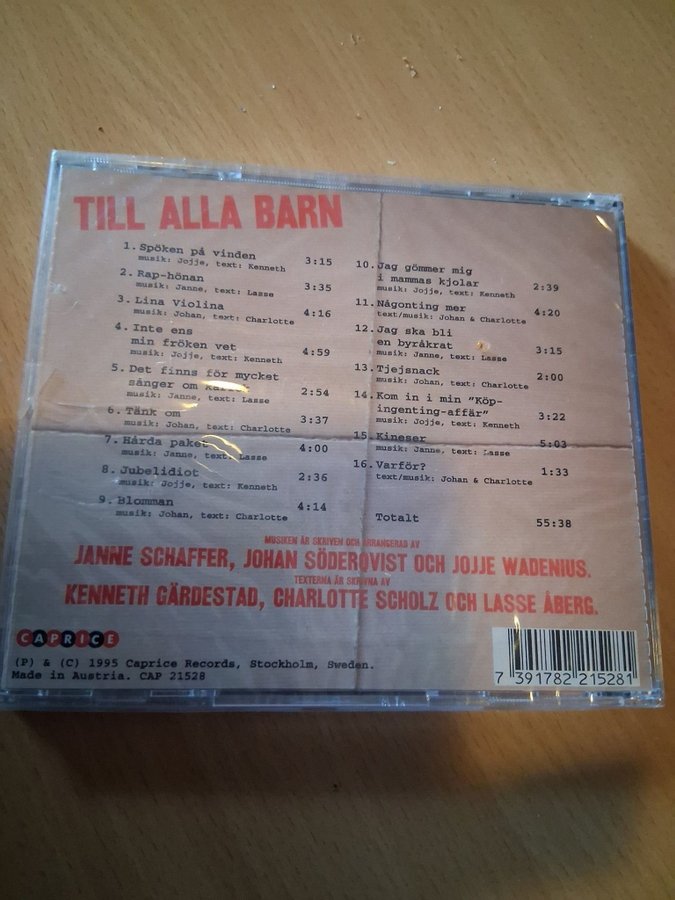 TILL ALLA BARN
1. Spöken på vinden 3:15
musik: Jojje, text: Kenneth
2. Rap-hönan 3:35
musik: Janne, text: Lasse
3. Lina Violina 4:16
musik: Johan, text: Charlotte
4. Inte ens
min fröken vet 4:59
musik: Jojje, text: Kenneth
5. Det finns för mycket
sånger om 2:54
musik: Janne, text: Lasse
6. Tänk om 3:37
musik: Johan, text: Charlotte
7. Hårda paket 4:00
musik: Janne, text: Lasse
8. Jubelidiot 2:36
musik: Jojje, text: Kenneth
9. Blomman 4:14
musik: Johan, text: Charlotte
10. Jag gömmer mig
i mammas kjolar 2:39
musik: Jojje, text: Kenneth
11. Någonting mer 4:20
text/musik: Johan & Charlotte
12. Jag ska bli
en byråkrat 3:15
musik: Janne, text: Lasse
13. Tjejsnack 2:00
musik: Johan, text: Charlotte
14. Kom in i min "Köp-
ingenting-affär" 3:22
musik: Jojje, text: Kenneth
15. Kineser 5:03
musik: Janne, text: Lasse
16. Varför? 1:33
text/musik: Johan & Charlotte
Totalt 55:38
MUSIKEN ÄR SKRIVEN OCH ARRANGERAD AV
JANNE SCHAFFER, JOHAN SÖDERQVIST OCH JOJJE WADENIUS.
TEXTERNA ÄR SKRIVNA AV
KENNETH GÄRDESTAD, CHARLOTTE SCHOLZ OCH LASSE ÅBERG.
CAPRICE
(P) & (C) 1995 Caprice Records, Stockholm, Sweden.
Made in Austria. CAP 21528
7 391782 215281